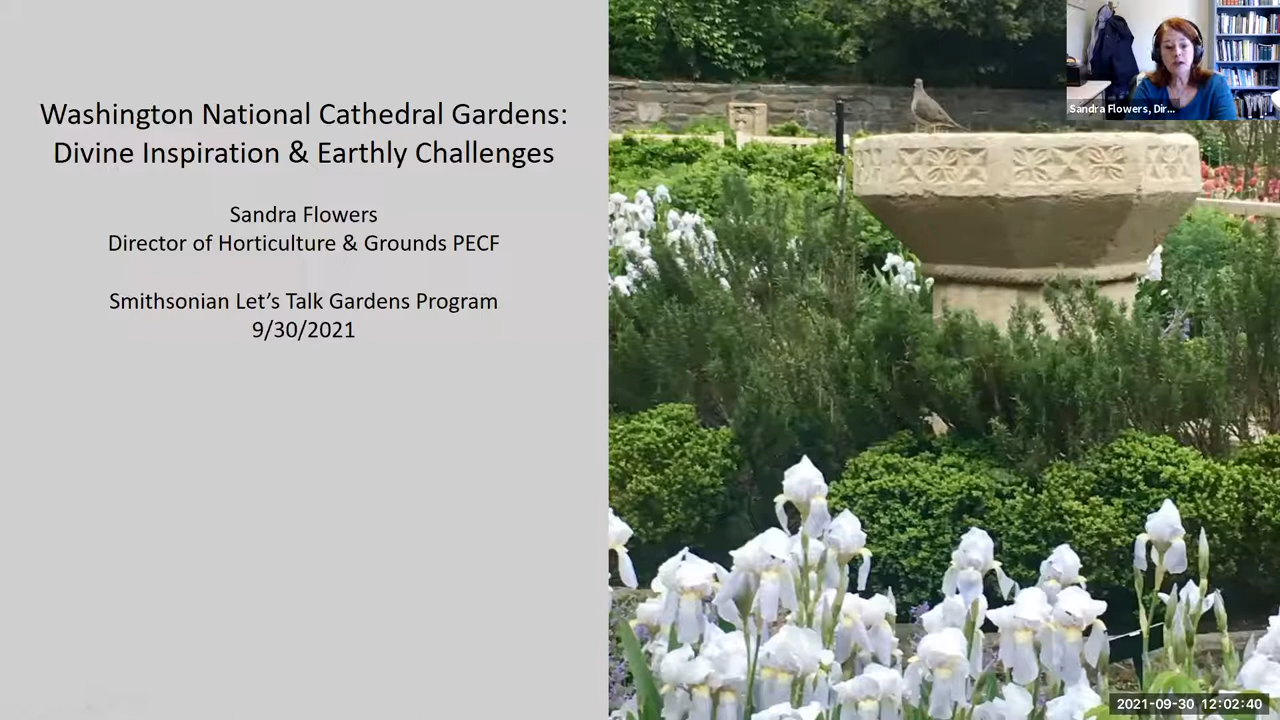 Washington National Cathedral Gardens:
Divine Inspiration & Earthly Challenges
Sandra Flowers
Director of Horticulture & Grounds PECF
Smithsonian Let’s Talk Gardens Program
9/30/2021
Sandra Flowers, Dir...
2021-09-30 12:02:40